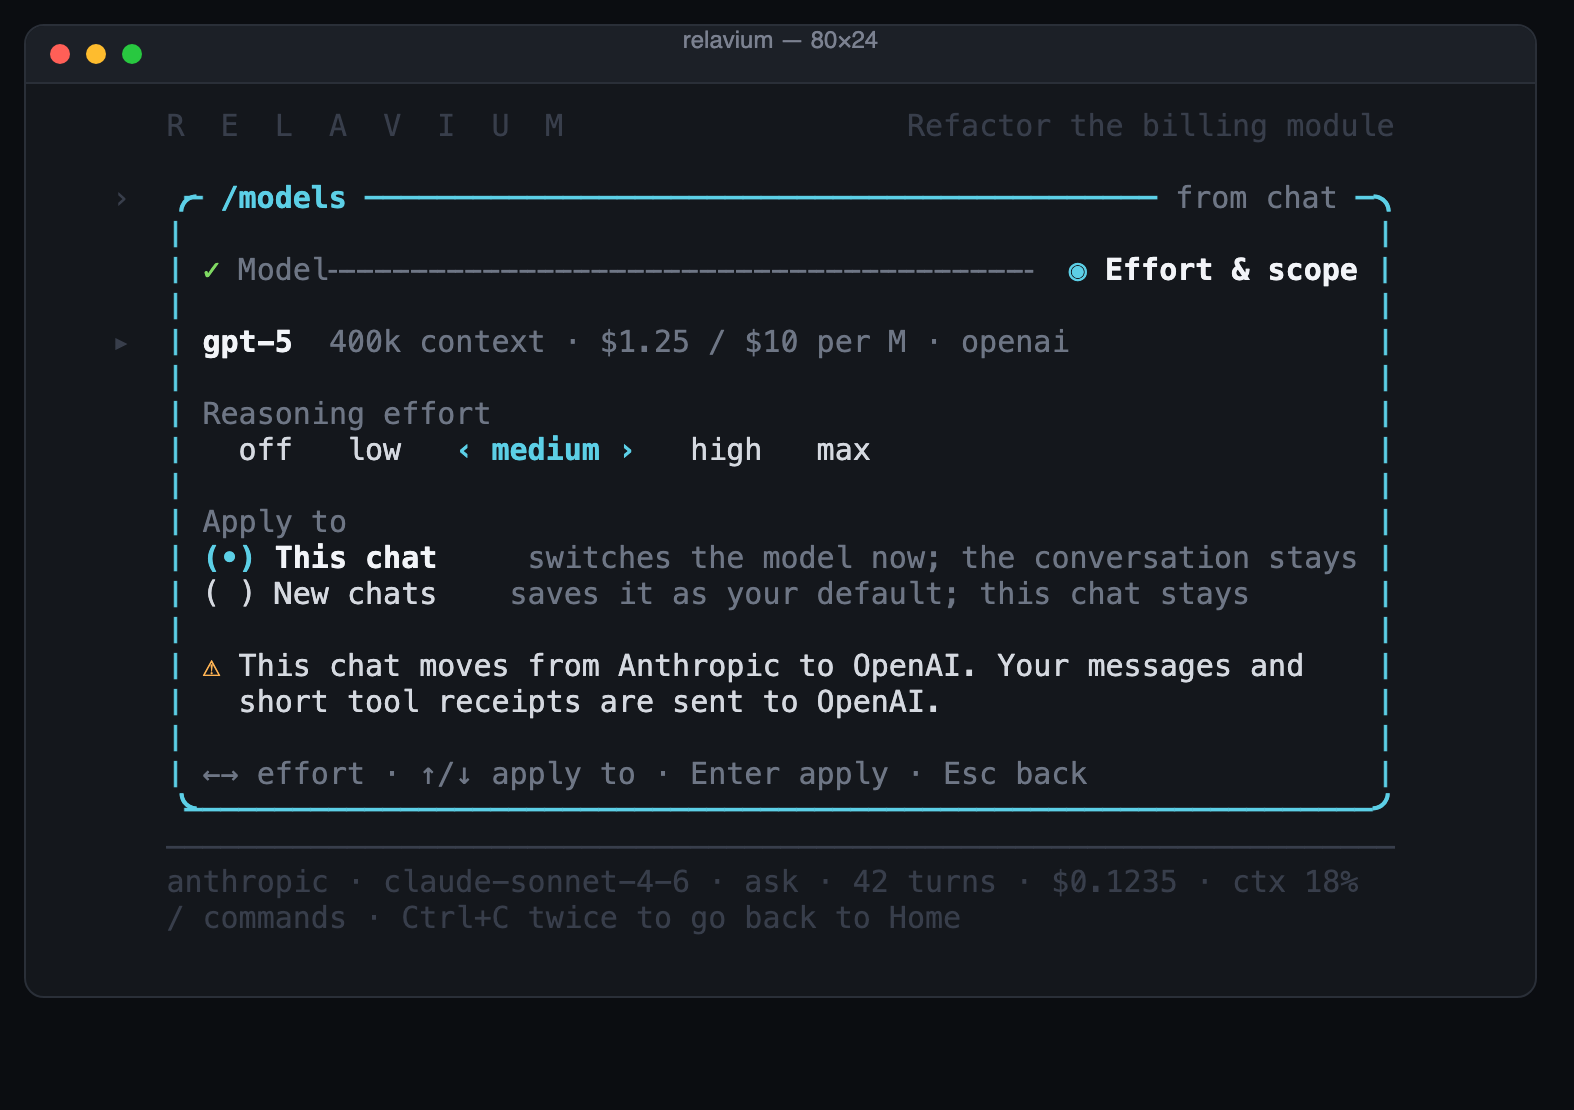 relavium — 80×24
R E L A V I U M    Refactor the billing module
› /models    from chat
✓ Model    ◉ Effort & scope
▸ gpt-5  400k context · $1.25 / $10 per M · openai
Reasoning effort
off   low   ‹ medium ›   high   max
Apply to
(•) This chat     switches the model now; the conversation stays
( ) New chats    saves it as your default; this chat stays
⚠ This chat moves from Anthropic to OpenAI. Your messages and
short tool receipts are sent to OpenAI.
←→ effort · ↑/↓ apply to · Enter apply · Esc back
anthropic · claude-sonnet-4-6 · ask · 42 turns · $0.1235 · ctx 18%
/ commands · Ctrl+C twice to go back to Home